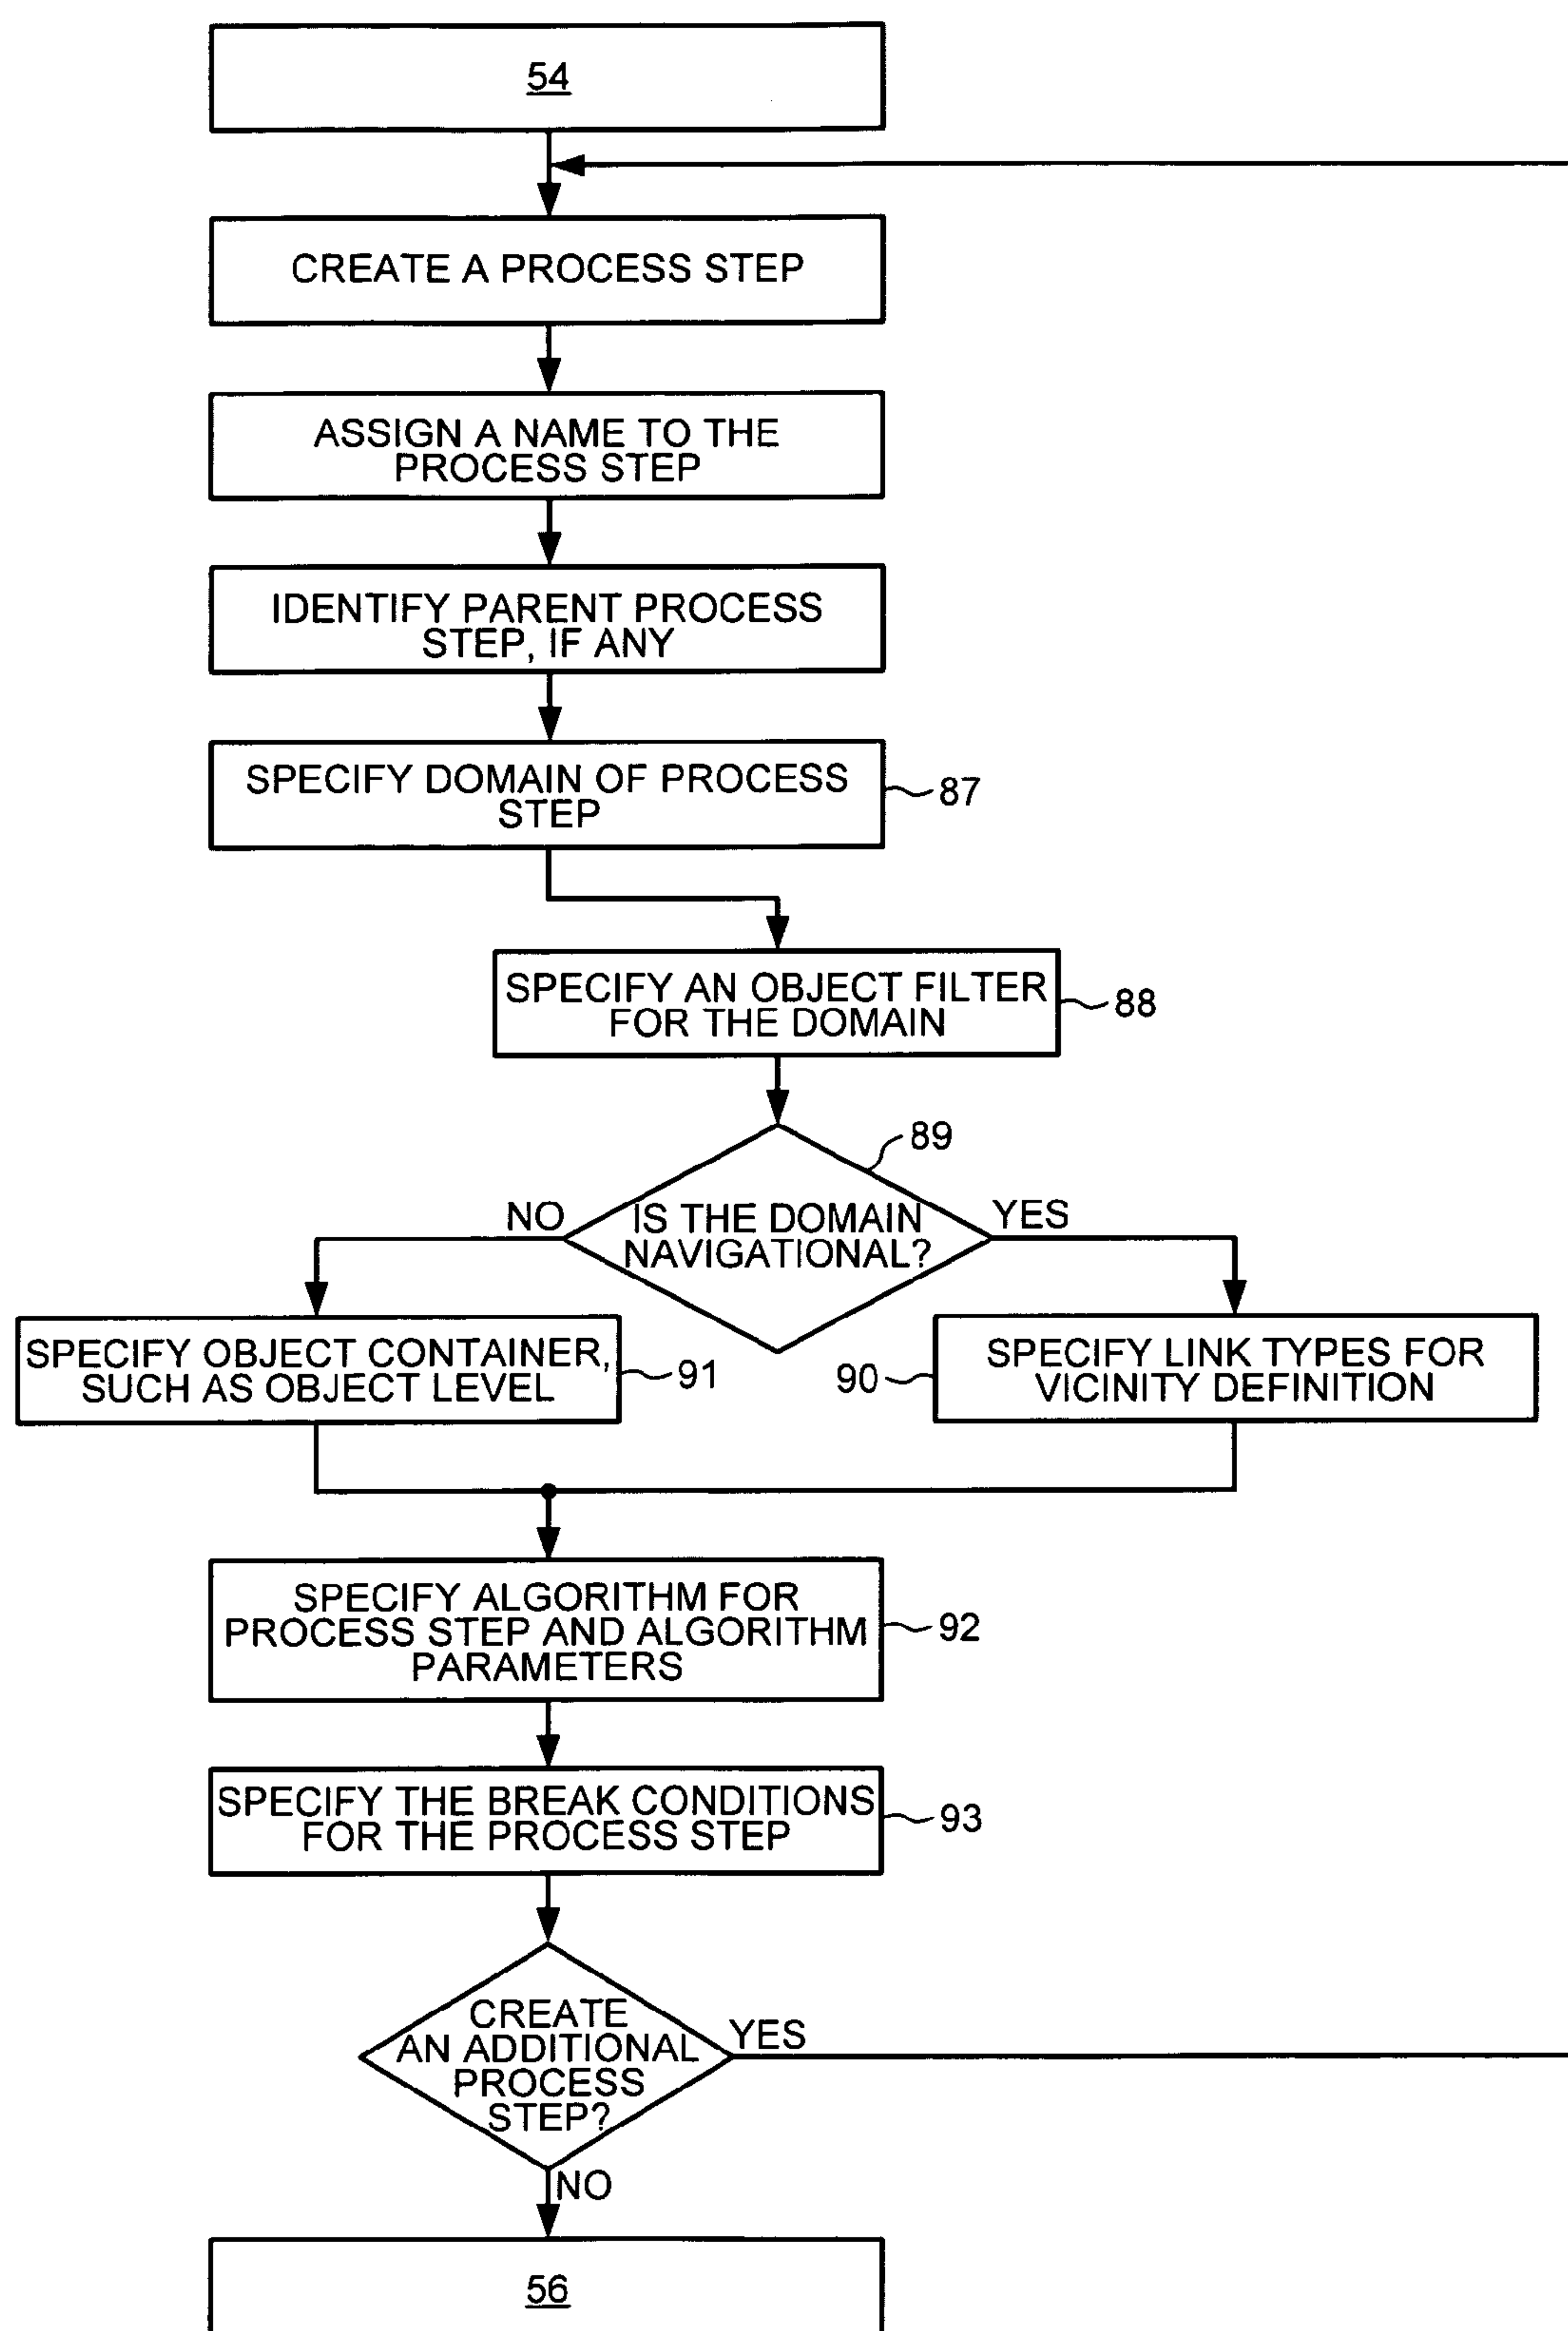 54
CREATE A PROCESS STEP
ASSIGN A NAME TO THE
PROCESS STEP
IDENTIFY PARENT PROCESS
STEP, IF ANY
SPECIFY DOMAIN OF PROCESS
STEP
87
SPECIFY AN OBJECT FILTER
FOR THE DOMAIN
88
89
NO
IS THE DOMAIN
NAVIGATIONAL?
YES
SPECIFY OBJECT CONTAINER,
SUCH AS OBJECT LEVEL
91
90
SPECIFY LINK TYPES FOR
VICINITY DEFINITION
SPECIFY ALGORITHM FOR
PROCESS STEP AND ALGORITHM
PARAMETERS
92
SPECIFY THE BREAK CONDITIONS
FOR THE PROCESS STEP
93
CREATE
AN ADDITIONAL
PROCESS
STEP?
YES
NO
56